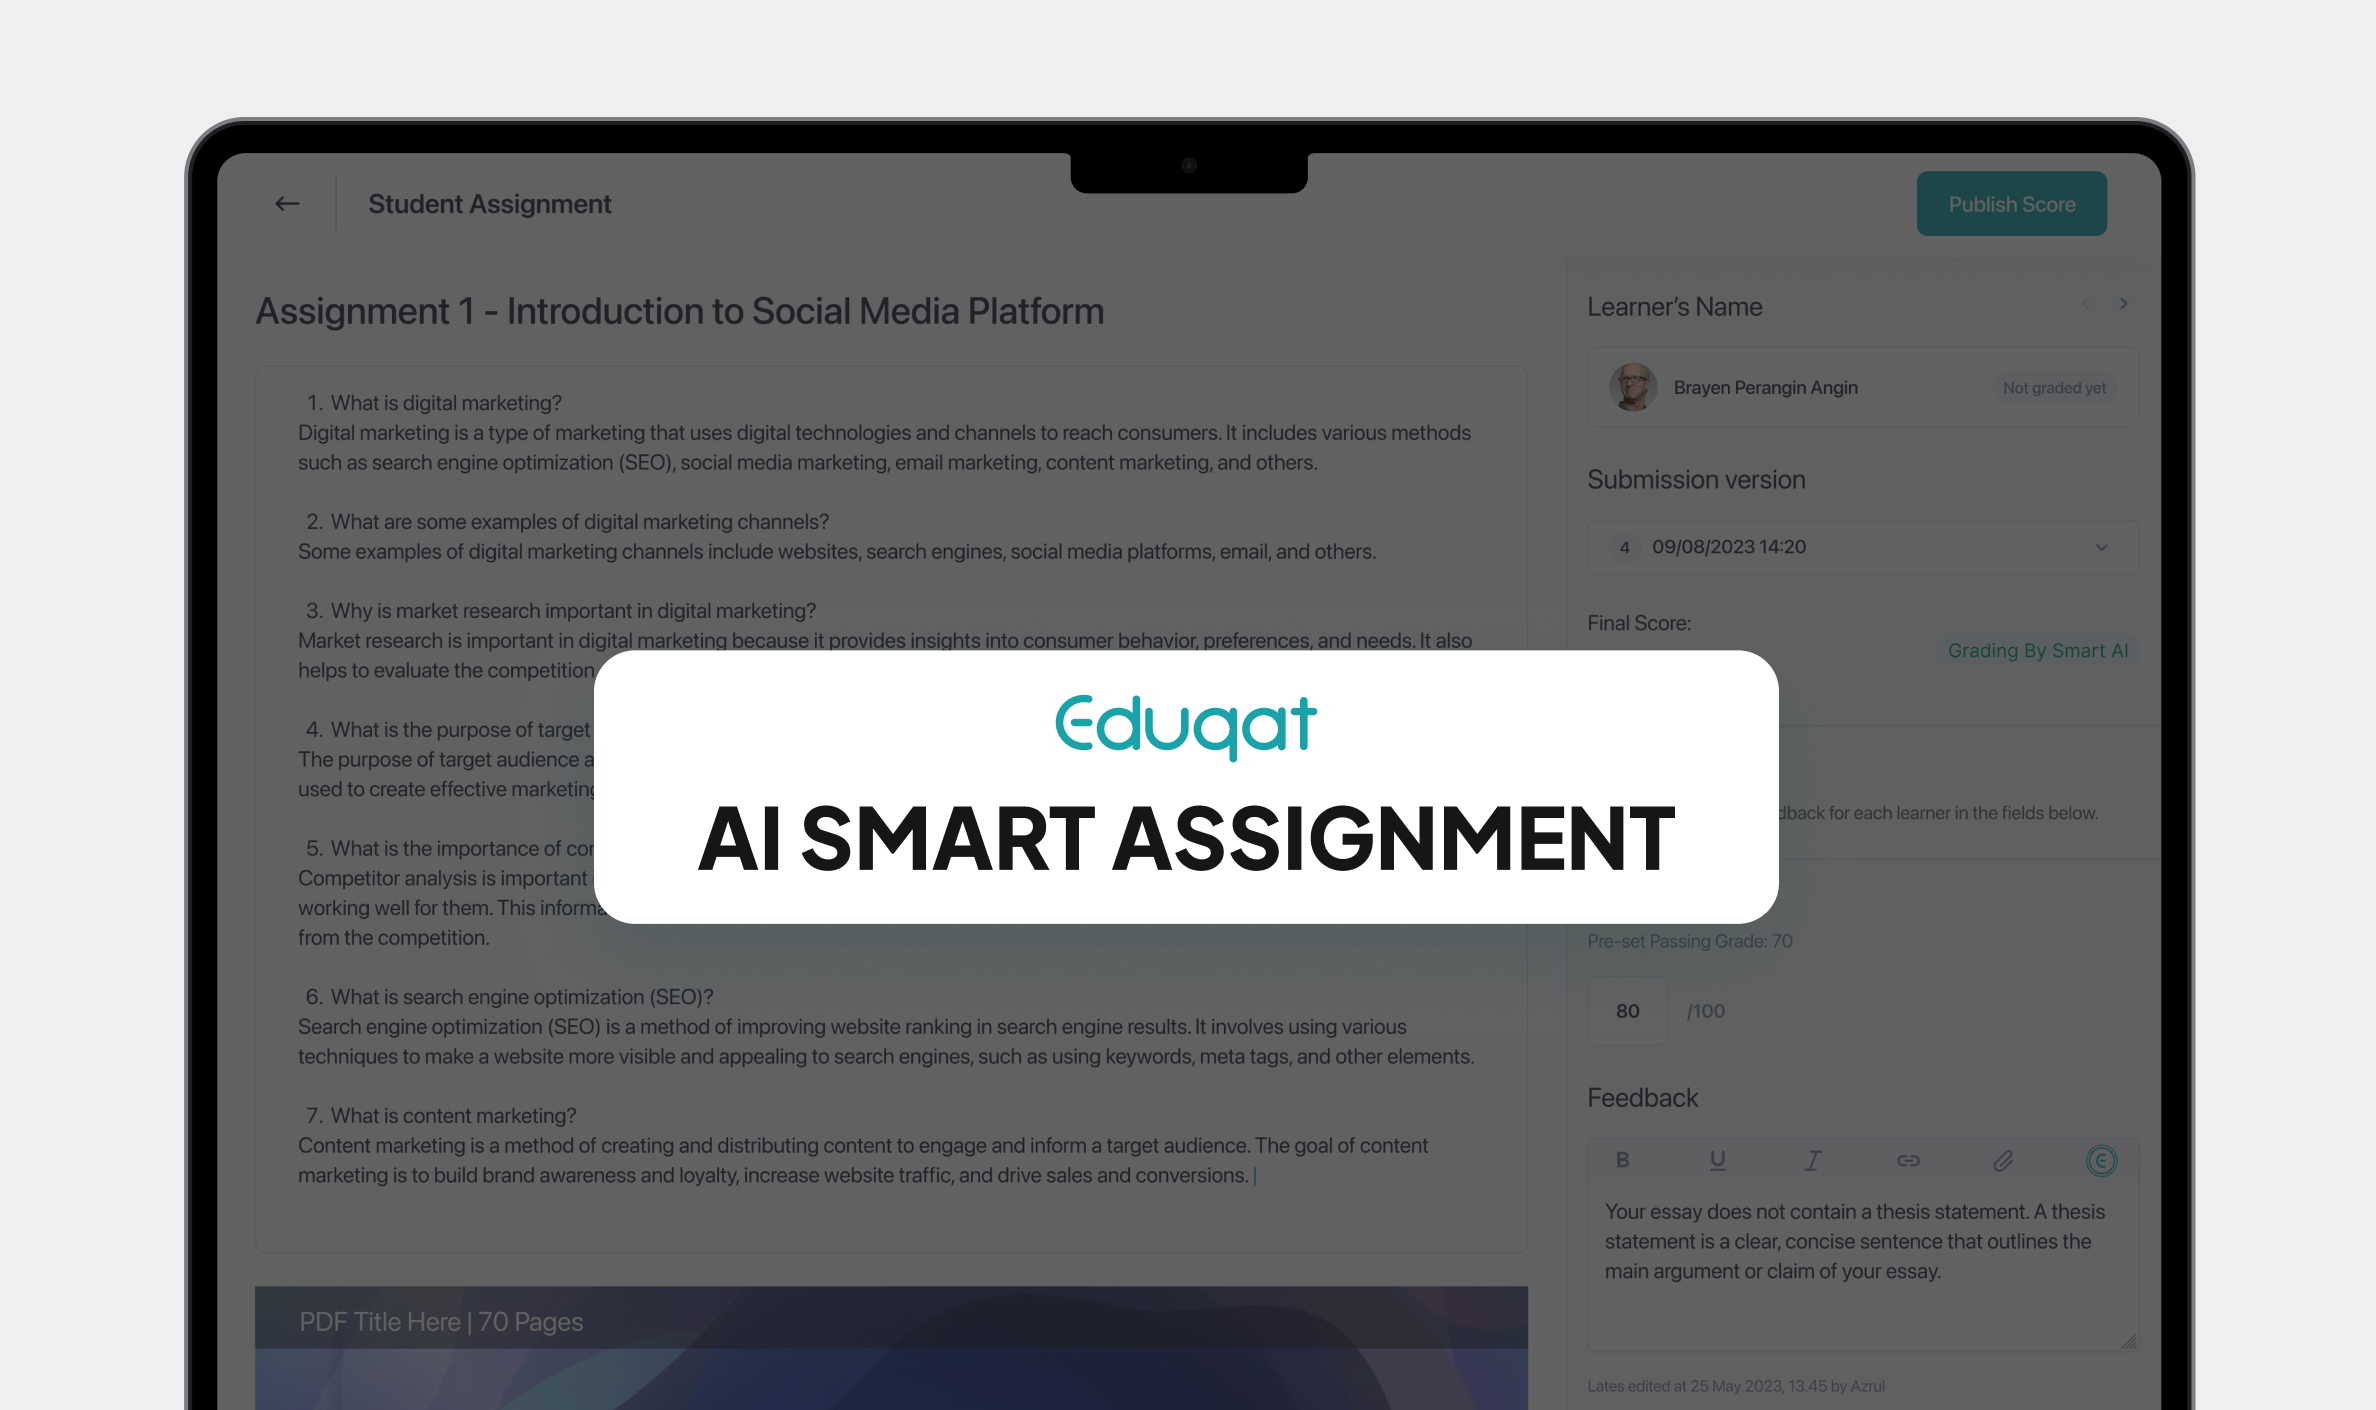 Student Assignment
Publish Score
Assignment 1 - Introduction to Social Media Platform
1. What is digital marketing?
Digital marketing is a type of marketing that uses digital technologies and channels to reach consumers. It includes various methods
such as search engine optimization (SEO), social media marketing, email marketing, content marketing, and others.
2. What are some examples of digital marketing channels?
Some examples of digital marketing channels include websites, search engines, social media platforms, email, and others.
3. Why is market research important in digital marketing?
Market research is important in digital marketing because it provides insights into consumer behavior, preferences, and needs. It also
helps to evaluate the competition
4. What is the purpose of target
The purpose of target audience
used to create effective marketing
5. What is the importance of
Competitor analysis is important
working well for them. This
from the competition.
6. What is search engine optimization (SEO)?
Search engine optimization (SEO) is a method of improving website ranking in search engine results. It involves using various
techniques to make a website more visible and appealing to search engines, such as using keywords, meta tags, and other elements.
7. What is content marketing?
Content marketing is a method of creating and distributing content to engage and inform a target audience. The goal of content
marketing is to build brand awareness and loyalty, increase website traffic, and drive sales and conversions.
PDF Title Here | 70 Pages
Eduqat
AI SMART ASSIGNMENT
Learner's Name
Brayen Perangin Angin
Not graded yet
Submission version
4 09/08/2023 14:20
Final Score:
Grading By Smart AI
for each learner in the fields below.
Pre-set Passing Grade: 70
80 /100
Feedback
B U I
Your essay does not contain a thesis statement. A thesis
statement is a clear, concise sentence that outlines the
main argument or claim of your essay.
Lates edited at 25 May 2023, 13.45 by Azrul